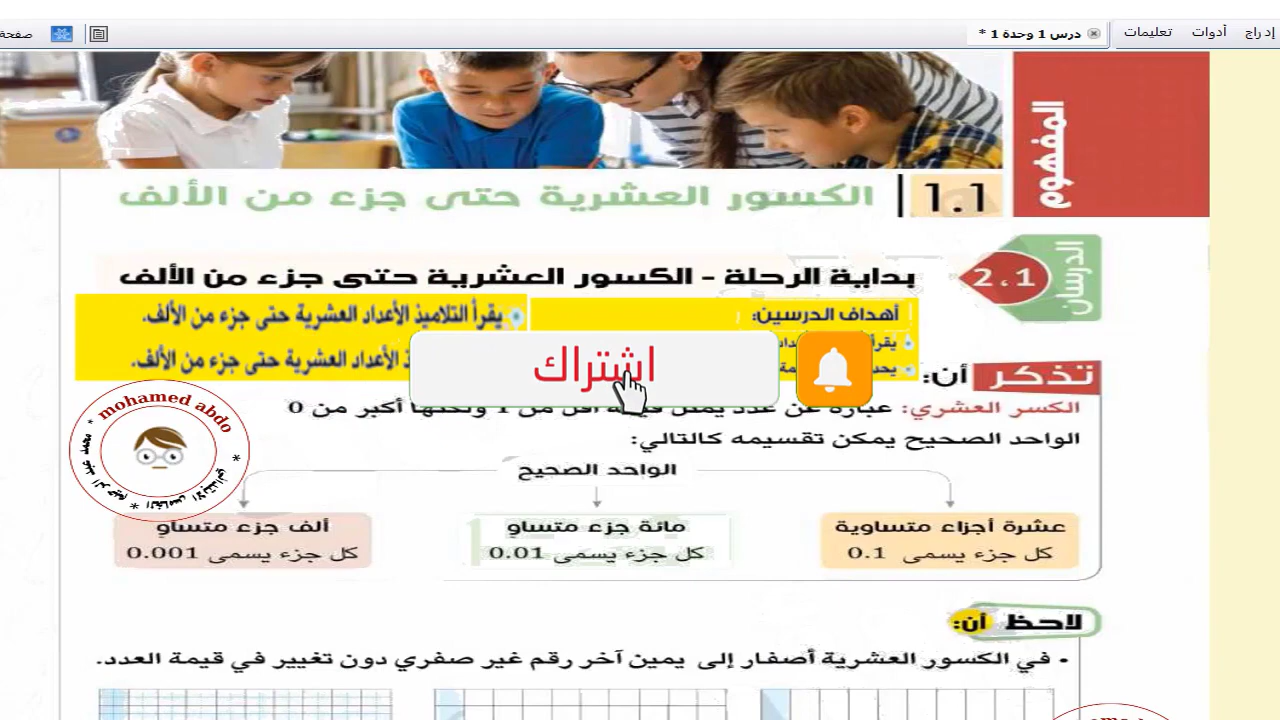 إدراج أدوات تعليمات
درس 1 وحدة 1 *
صفحة
المفهوم
1.1 الكسور العشرية حتى جزء من الألف
الدرسان
2،1
بداية الرحلة - الكسور العشرية حتى جزء من الألف
أهداف الدرسين:
يقرأ التلاميذ الأعداد العشرية حتى جزء من الألف.
الأعداد العشرية حتى جزء من الألف.
اشتراك
تذكر أن:
الكسر العشري: عبارة عن عدد يمثل قيمة أقل من 1 ولكنها أكبر من 0
الواحد الصحيح يمكن تقسيمه كالتالي:
الواحد الصحيح
عشرة أجزاء متساوية
كل جزء يسمى 0.1
مائة جزء متساوٍ
كل جزء يسمى 0.01
ألف جزء متساوٍ
كل جزء يسمى 0.001
mohamed abdo
لاحظ أن:
• في الكسور العشرية أصفار إلى يمين آخر رقم غير صفري دون تغيير في قيمة العدد.